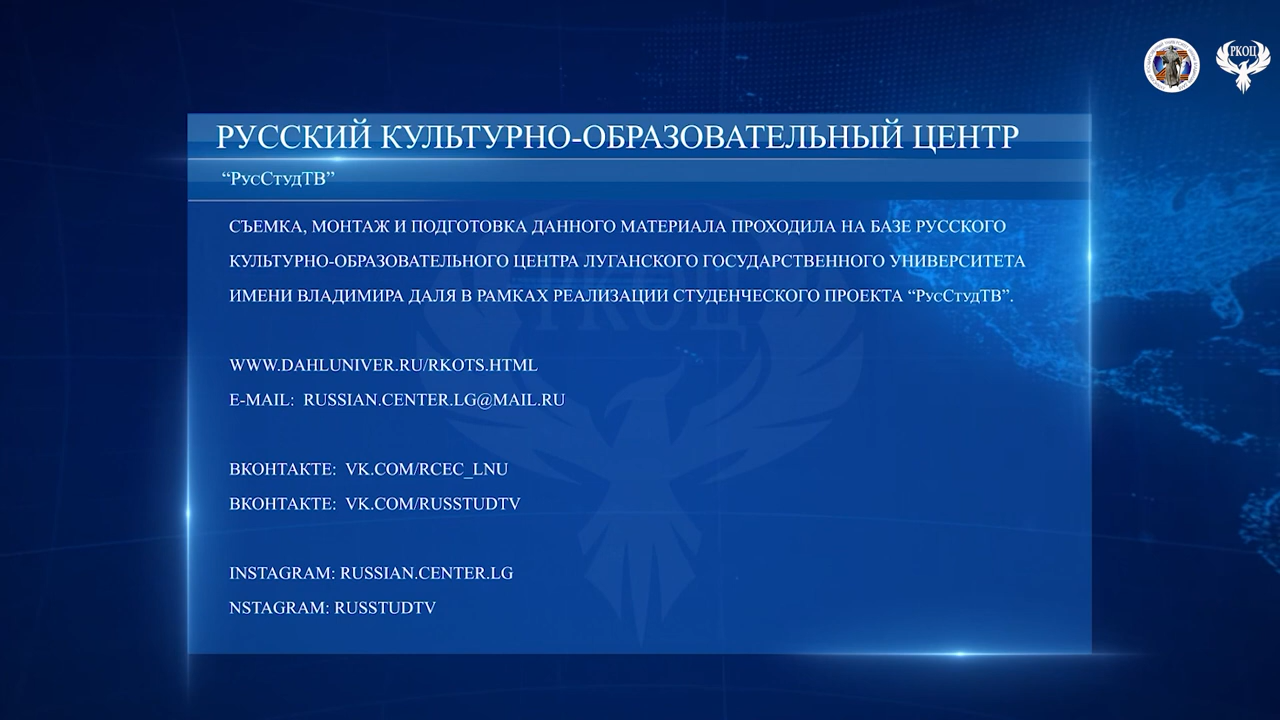 РКОЦ
РУССКИЙ КУЛЬТУРНО-ОБРАЗОВАТЕЛЬНЫЙ ЦЕНТР
“РусСтудТВ”
СЪЕМКА, МОНТАЖ И ПОДГОТОВКА ДАННОГО МАТЕРИАЛА ПРОХОДИЛА НА БАЗЕ РУССКОГО
КУЛЬТУРНО-ОБРАЗОВАТЕЛЬНОГО ЦЕНТРА ЛУГАНСКОГО ГОСУДАРСТВЕННОГО УНИВЕРСИТЕТА
ИМЕНИ ВЛАДИМИРА ДАЛЯ В РАМКАХ РЕАЛИЗАЦИИ СТУДЕНЧЕСКОГО ПРОЕКТА “РусСтудТВ”.
РКОЦ
WWW.DAHLUNIVER.RU/RKOTS.HTML
E-MAIL: RUSSIAN.CENTER.LG@MAIL.RU
ВКОНТАКТЕ: VK.COM/RCEC_LNU
ВКОНТАКТЕ: VK.COM/RUSSTUDTV
INSTAGRAM: RUSSIAN.CENTER.LG
NSTAGRAM: RUSSTUDTV